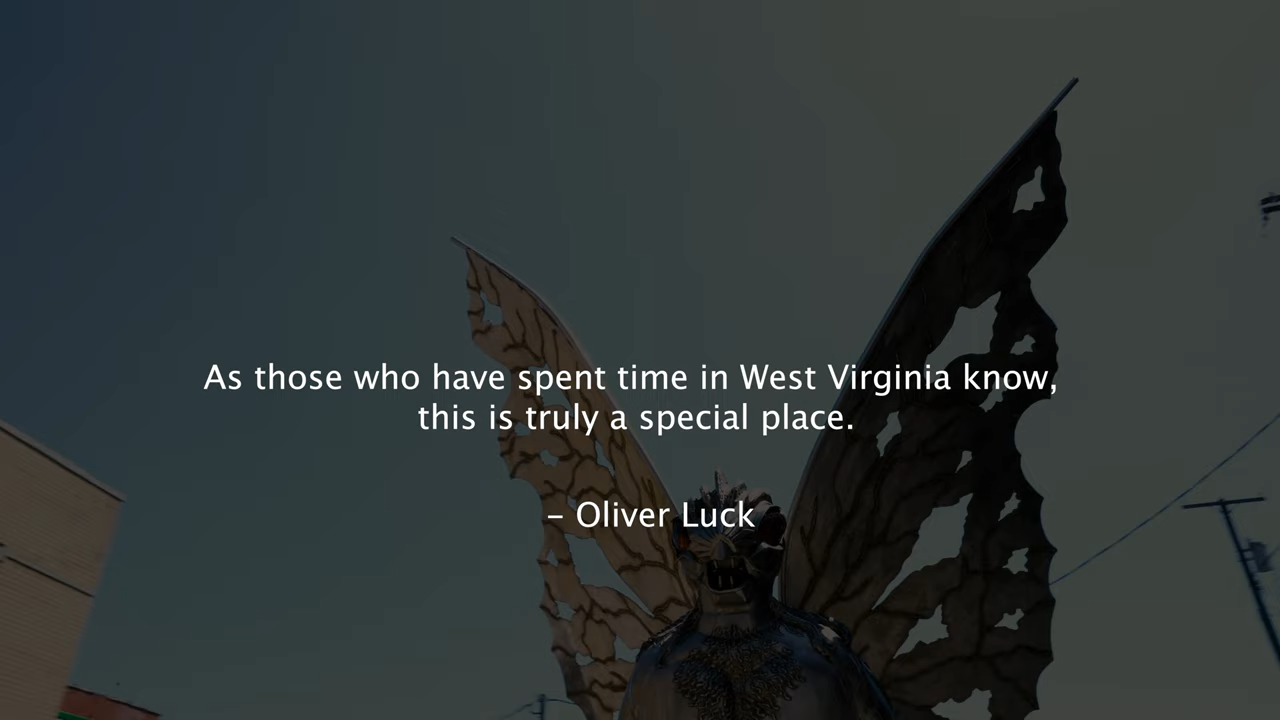 As those who have spent time in West Virginia know,
this is truly a special place.
– Oliver Luck